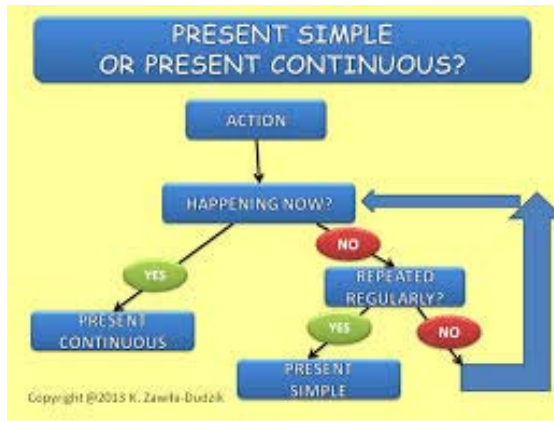 PRESENT SIMPLE
OR PRESENT CONTINUOUS?
ACTION
HAPPENING NOW?
NO
YES
REPEATED
REGULARLY?
PRESENT
CONTINUOUS
YES
NO
PRESENT
SIMPLE
Copyright @2013 K. Zawiła-Dudzik